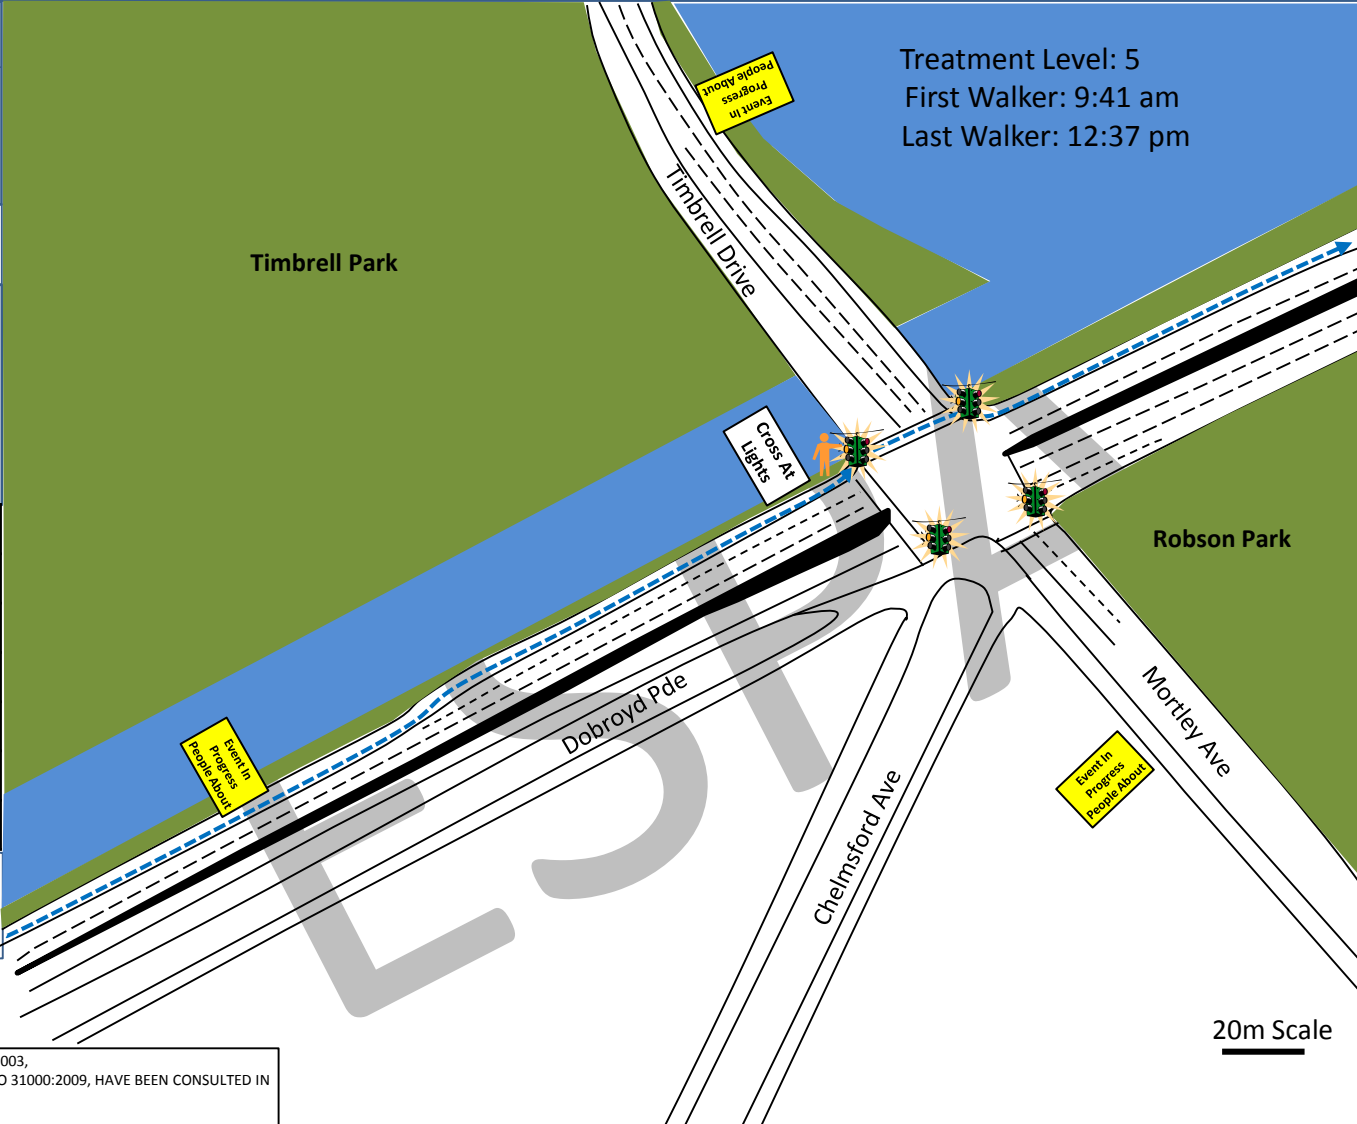 Treatment Level: 5
First Walker: 9:41 am
Last Walker: 12:37 pm
Event In
Progress
People About
Timbrell Drive
Timbrell Park
Cross At
Lights
Robson Park
Event In
Progress
People About
Dobroyd Pde
Mortley Ave
Chelmsford Ave
Event In
Progress
People About
20m Scale
003,
O 31000:2009, HAVE BEEN CONSULTED IN
ESPA